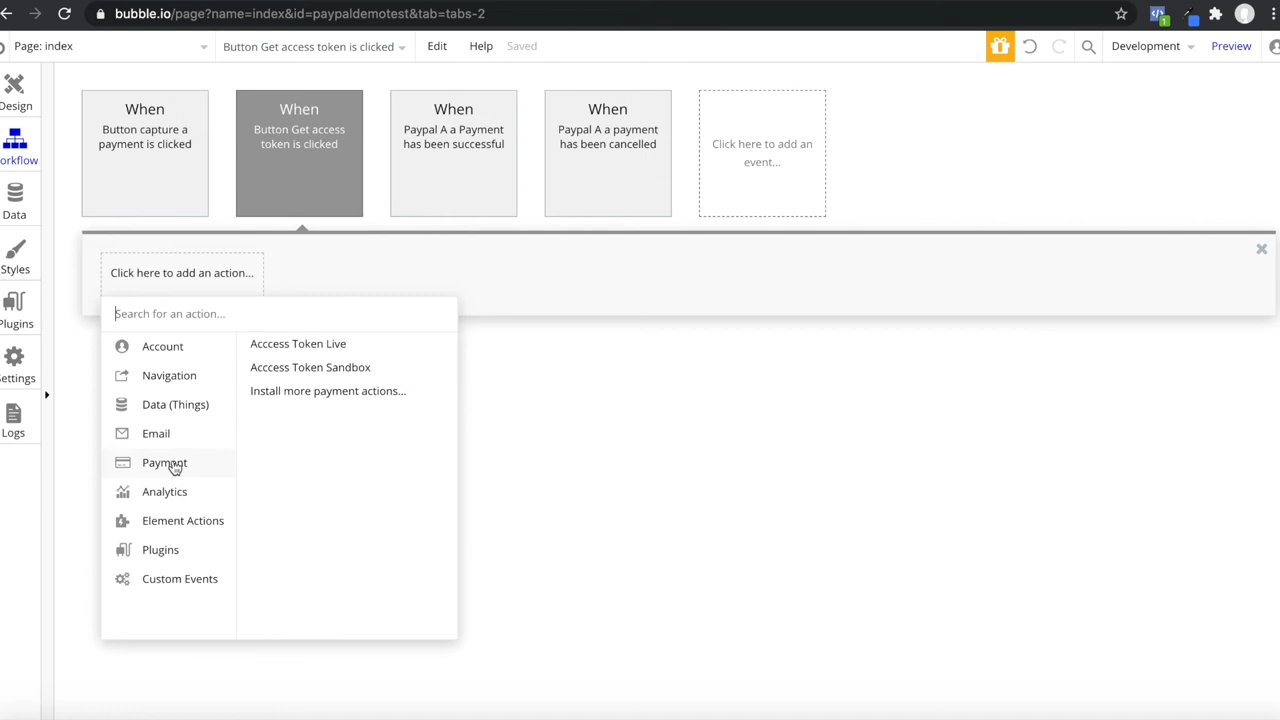 bubble.io/page?name=index&id=paypaldemotest&tab=tabs-2
1
Page: index
Button Get access token is clicked
Edit
Help
Saved
Development
Preview
Design
orkflow
Data
Styles
Plugins
Settings
Logs
When
Button capture a
payment is clicked
When
Button Get access
token is clicked
When
Paypal A a Payment
has been successful
When
Paypal A a payment
has been cancelled
Click here to add an
event...
Click here to add an action...
Search for an action...
Account
Navigation
Data (Things)
Email
Payment
Analytics
Element Actions
Plugins
Custom Events
Acccess Token Live
Acccess Token Sandbox
Install more payment actions...